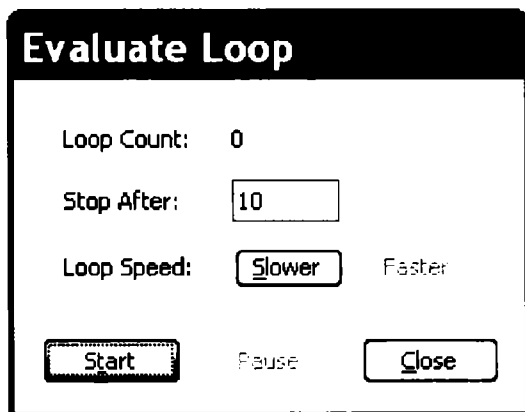 Evaluate Loop
Loop Count: 0
Stop After: 10
Loop Speed: Slower Faster
Start Pause Close